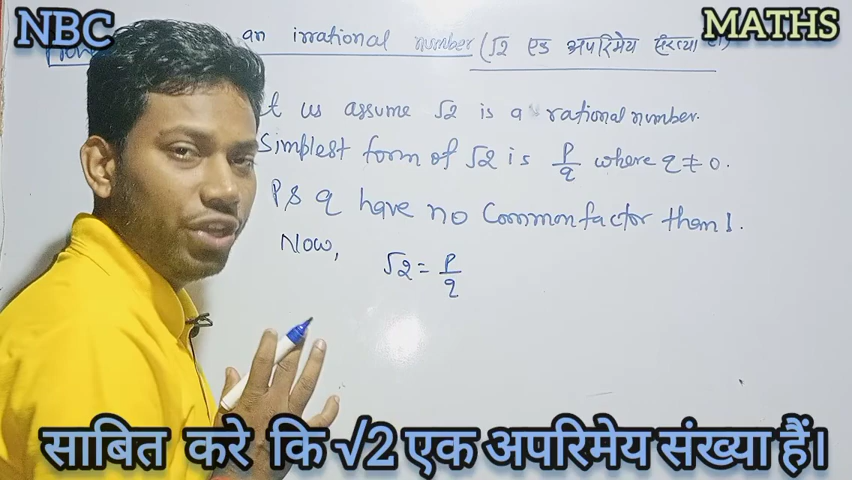 NBC MATHS
an irrational number (√2 एक अपरिमेय संख्या है)
us assume √2 is a rational number.
Simplest form of √2 is p/q where q ≠ 0.
P & q have no Common factor them 1.
Now, √2 = p/q
साबित करे कि √2 एक अपरिमेय संख्या हैं।